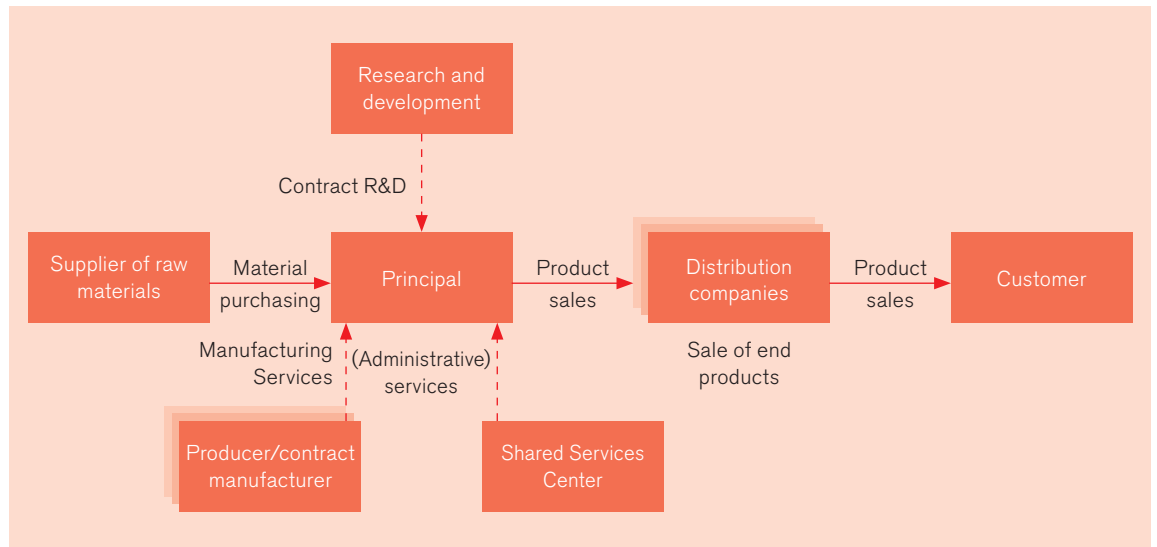 Research and
development
Contract R&D
Supplier of raw
materials
Material
purchasing
Principal
Product
sales
Distribution
companies
Product
sales
Customer
Manufacturing
Services
(Administrative)
services
Sale of end
products
Producer/contract
manufacturer
Shared Services
Center